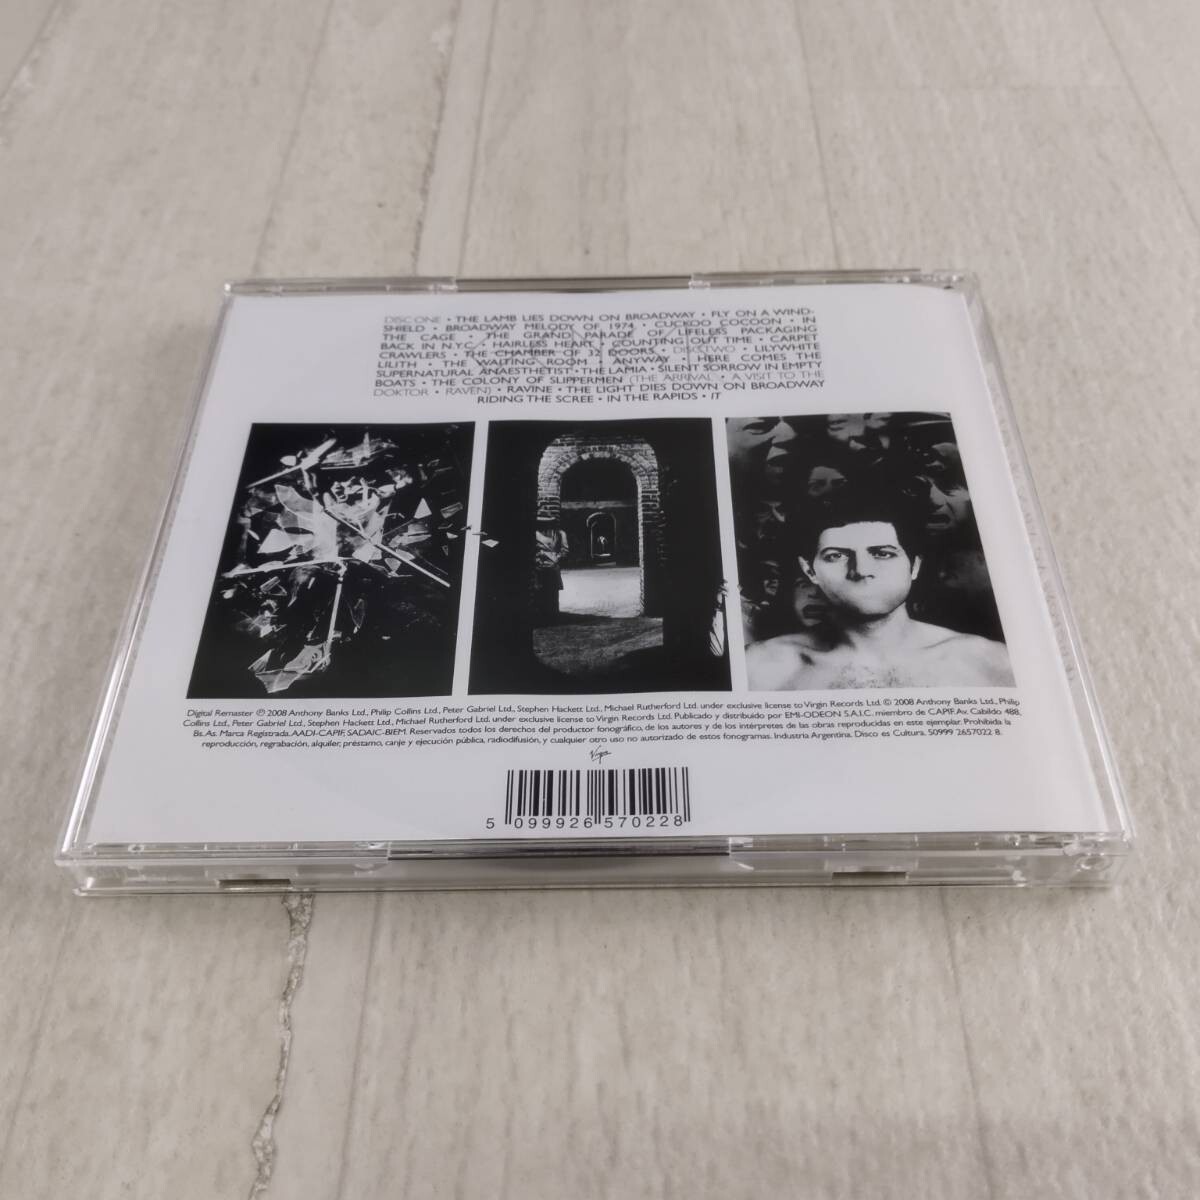 DISC ONE • THE LAMB LIES DOWN ON BROADWAY • FLY ON A WIND-
SHIELD • BROADWAY MELODY OF 1974 • CUCKOO COCOON • IN
THE CAGE • THE GRAND PARADE OF LIFELESS PACKAGING
BACK IN N.Y.C. • HAIRLESS HEART • COUNTING OUT TIME • CARPET
CRAWLERS • THE CHAMBER OF 32 DOORS • DISC TWO • LILYWHITE
LILITH • THE WAITING ROOM • ANYWAY • HERE COMES THE
SUPERNATURAL ANAESTHETIST • THE LAMIA • SILENT SORROW IN EMPTY
BOATS • THE COLONY OF SLIPPERMEN (THE ARRIVAL • A VISIT TO THE
DOKTOR • RAVEN) • RAVINE • THE LIGHT DIES DOWN ON BROADWAY
RIDING THE SCREE • IN THE RAPIDS • IT
Digital Remaster ℗ 2008 Anthony Banks Ltd., Philip Collins Ltd., Peter Gabriel Ltd., Stephen Hackett Ltd., Michael Rutherford Ltd. under exclusive license to Virgin Records Ltd. © 2008 Anthony Banks Ltd., Philip
Collins Ltd., Peter Gabriel Ltd., Stephen Hackett Ltd., Michael Rutherford Ltd. under exclusive license to Virgin Records Ltd. Publicado y distribuido por EMI-ODEON S.A.I.C. miembro de CAPIF. Av. Cabildo 488,
Bs.As. Marca Registrada. AADI-CAPIF, SADAIC-BIEM. Reservados todos los derechos del productor fonográfico, de los autores y de los intérpretes de las obras reproducidas en este ejemplar. Prohibida la
reproducción, regrabación, alquiler, préstamo, canje y ejecución pública, radiodifusión, y cualquier otro uso no autorizado de estos fonogramas. Industria Argentina. Disco es Cultura. 50999 2657022 8.
Virgin
5 099926 570228